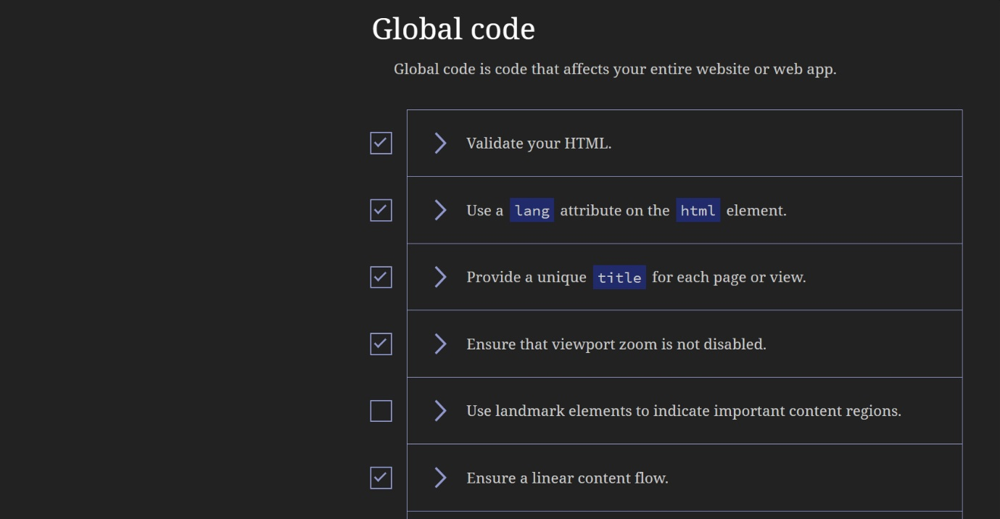 Global code
Global code is code that affects your entire website or web app.
Validate your HTML.
Use a lang attribute on the html element.
Provide a unique title for each page or view.
Ensure that viewport zoom is not disabled.
Use landmark elements to indicate important content regions.
Ensure a linear content flow.